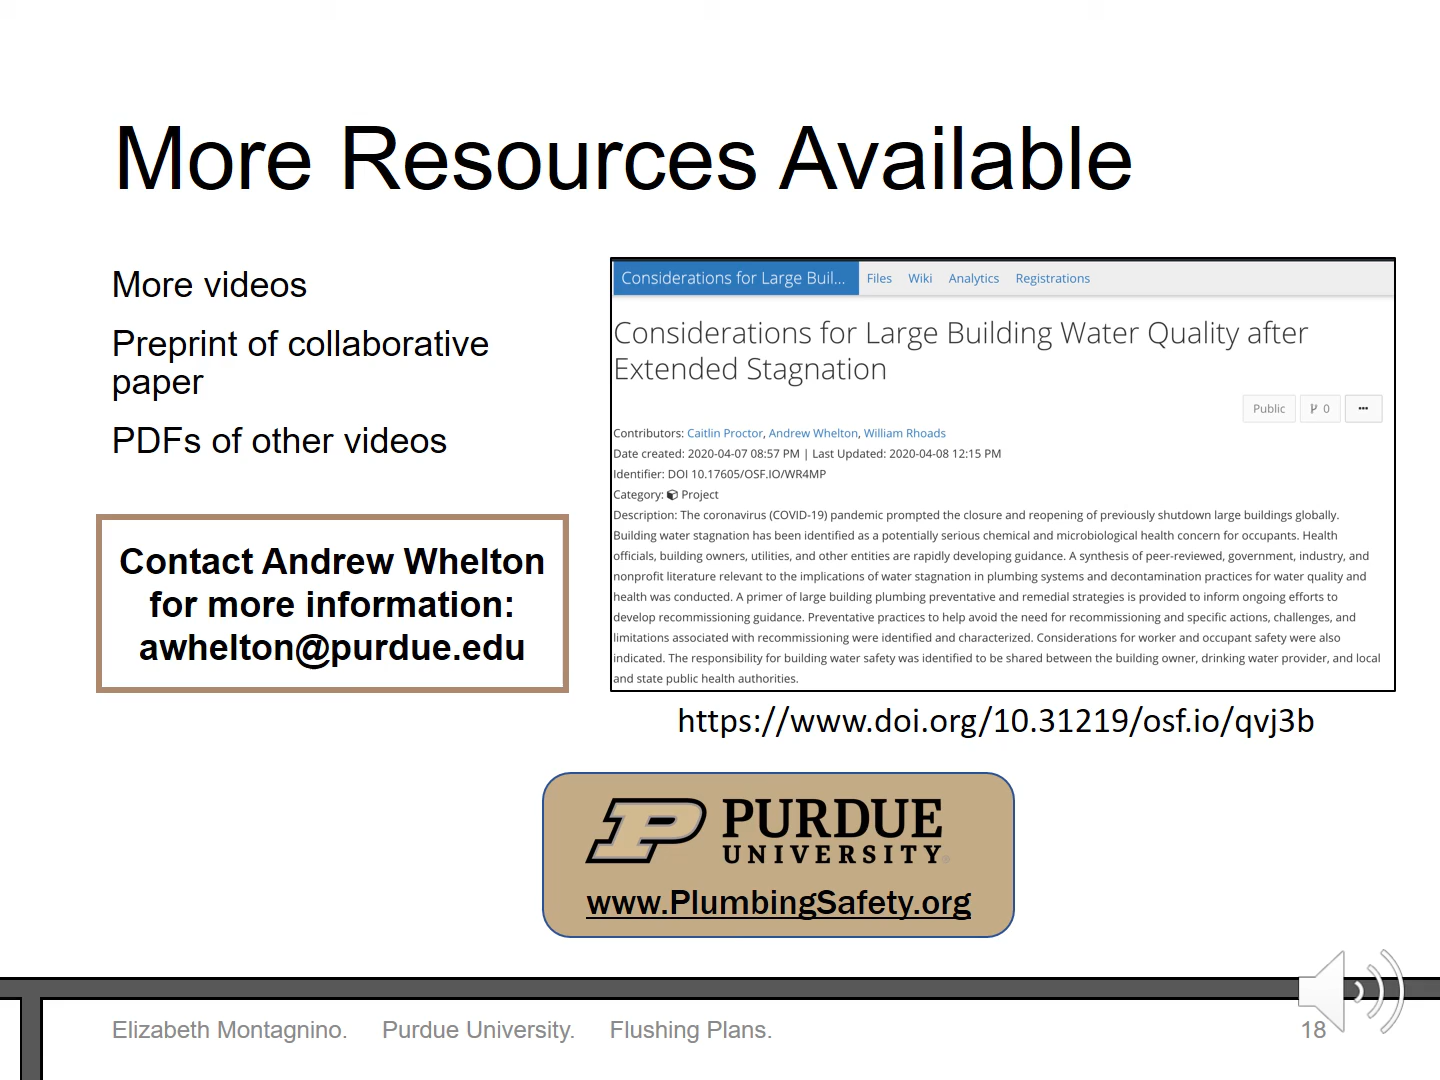 More Resources Available
More videos
Preprint of collaborative
paper
PDFs of other videos
Contact Andrew Whelton
for more information:
awhelton@purdue.edu
Considerations for Large Buil... Files Wiki Analytics Registrations
Considerations for Large Building Water Quality after
Extended Stagnation
Public 0 ...
Contributors: Caitlin Proctor, Andrew Whelton, William Rhoads
Date created: 2020-04-07 08:57 PM | Last Updated: 2020-04-08 12:15 PM
Identifier: DOI 10.17605/OSF.IO/WR4MP
Category: Project
Description: The coronavirus (COVID-19) pandemic prompted the closure and reopening of previously shutdown large buildings globally.
Building water stagnation has been identified as a potentially serious chemical and microbiological health concern for occupants. Health
officials, building owners, utilities, and other entities are rapidly developing guidance. A synthesis of peer-reviewed, government, industry, and
nonprofit literature relevant to the implications of water stagnation in plumbing systems and decontamination practices for water quality and
health was conducted. A primer of large building plumbing preventative and remedial strategies is provided to inform ongoing efforts to
develop recommissioning guidance. Preventative practices to help avoid the need for recommissioning and specific actions, challenges, and
limitations associated with recommissioning were identified and characterized. Considerations for worker and occupant safety were also
indicated. The responsibility for building water safety was identified to be shared between the building owner, drinking water provider, and local
and state public health authorities.
https://www.doi.org/10.31219/osf.io/qvj3b
P PURDUE
UNIVERSITY®
www.PlumbingSafety.org
Elizabeth Montagnino. Purdue University. Flushing Plans. 18